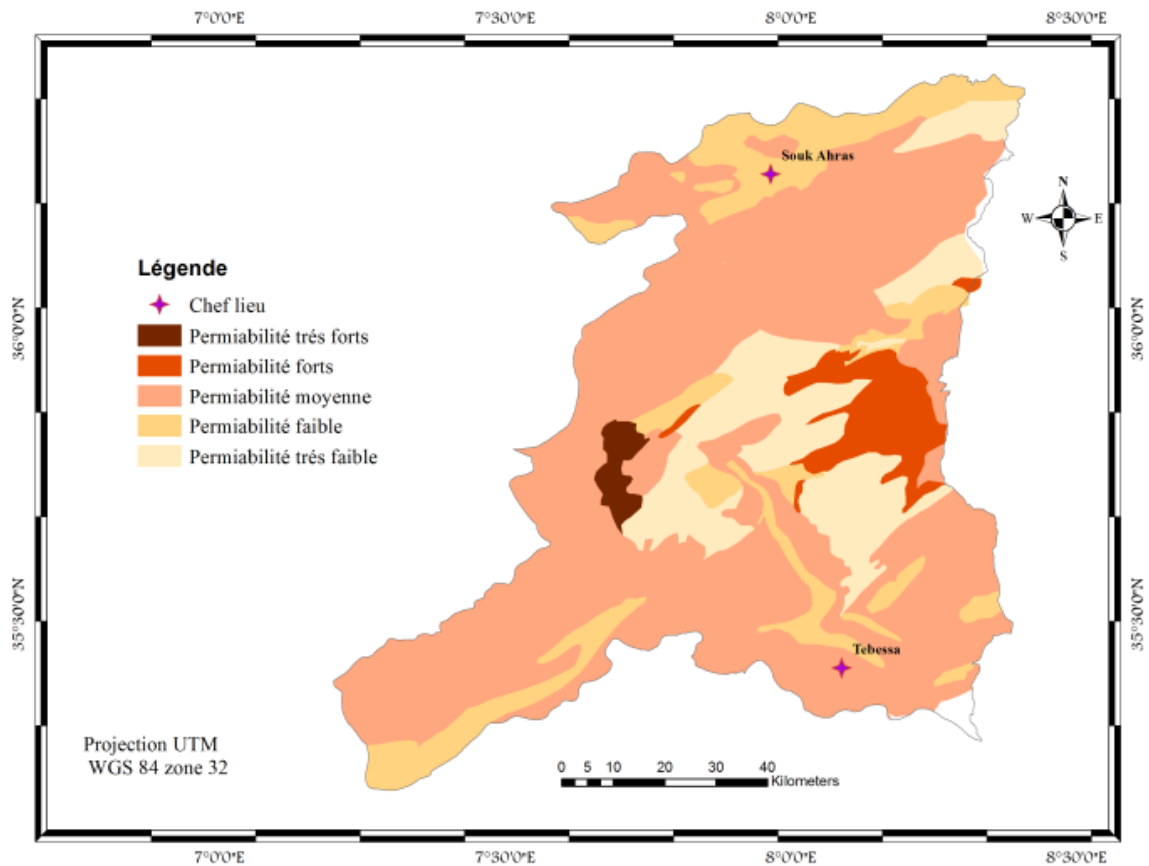 7°0'0"E 7°30'0"E 8°0'0"E 8°30'0"E
Souk Ahras
N
W E
S
Légende
Chef lieu
Permiabilité trés forts
Permiabilité forts
Permiabilité moyenne
Permiabilité faible
Permiabilité trés faible
36°0'0"N
36°0'0"N
35°30'0"N
35°30'0"N
Tebessa
Projection UTM
WGS 84 zone 32
0 5 10 20 30 40
Kilometers
7°0'0"E 7°30'0"E 8°0'0"E 8°30'0"E